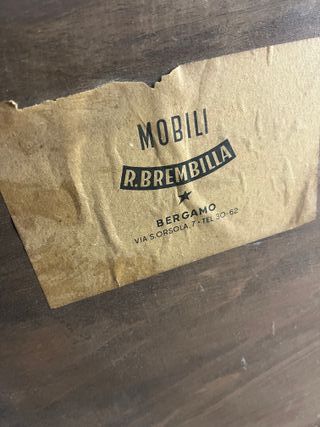 MOBILI
R.BREMBILLA
BERGAMO
VIA S.ORSOLA, 7 - TEL 30-62